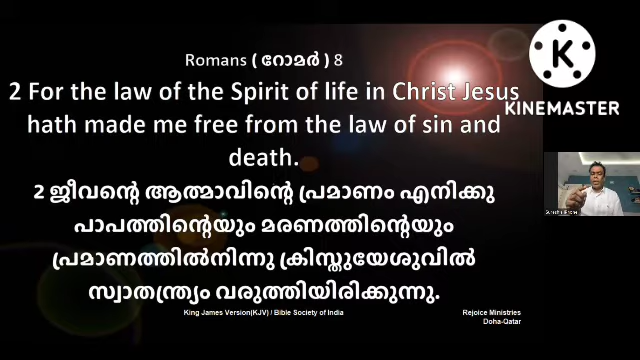 Romans ( റോമർ ) 8
2 For the law of the Spirit of life in Christ Jesus
hath made me free from the law of sin and
death.
2 ജീവന്റെ ആത്മാവിന്റെ പ്രമാണം എനിക്കു
പാപത്തിന്റെയും മരണത്തിന്റെയും
പ്രമാണത്തിൽനിന്നു ക്രിസ്തുയേശുവിൽ
സ്വാതന്ത്ര്യം വരുത്തിയിരിക്കുന്നു.
King James Version(KJV) / Bible Society of India
Rejoice Ministries
Doha-Qatar
K
KINEMASTER